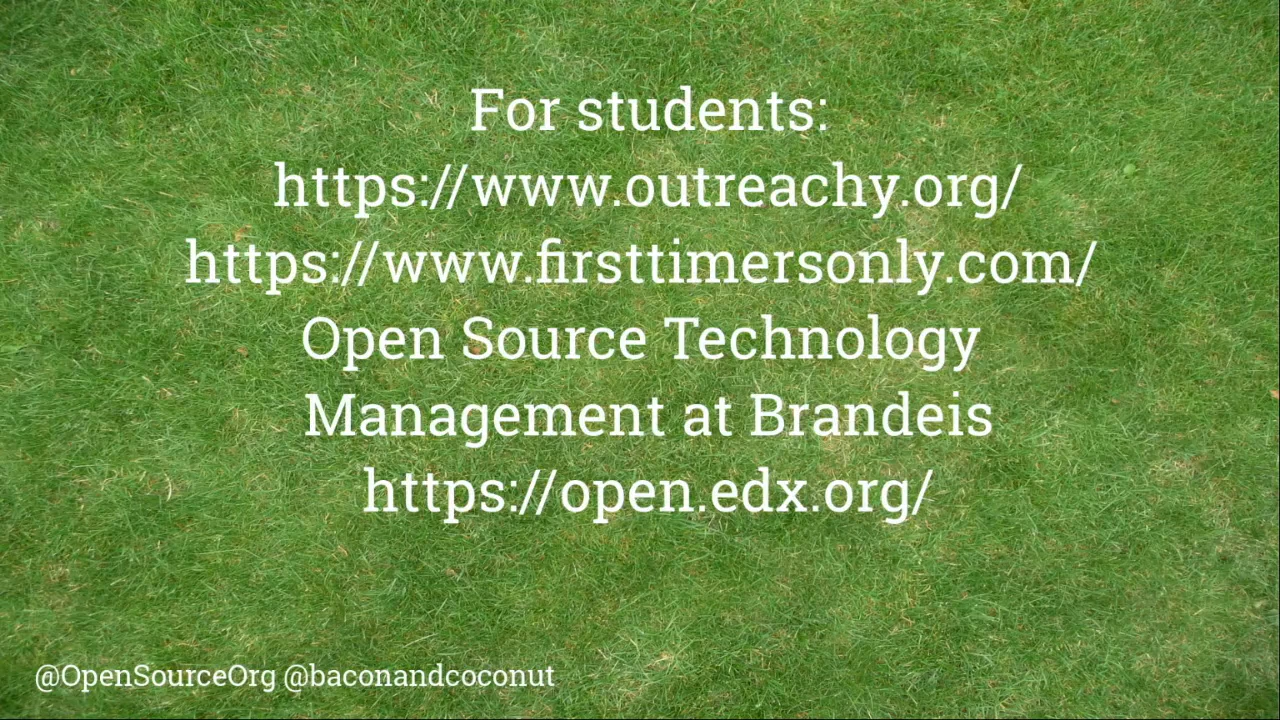 For students:
https://www.outreachy.org/
https://www.firsttimersonly.com/
Open Source Technology
Management at Brandeis
https://open.edx.org/
@OpenSourceOrg @baconandcoconut